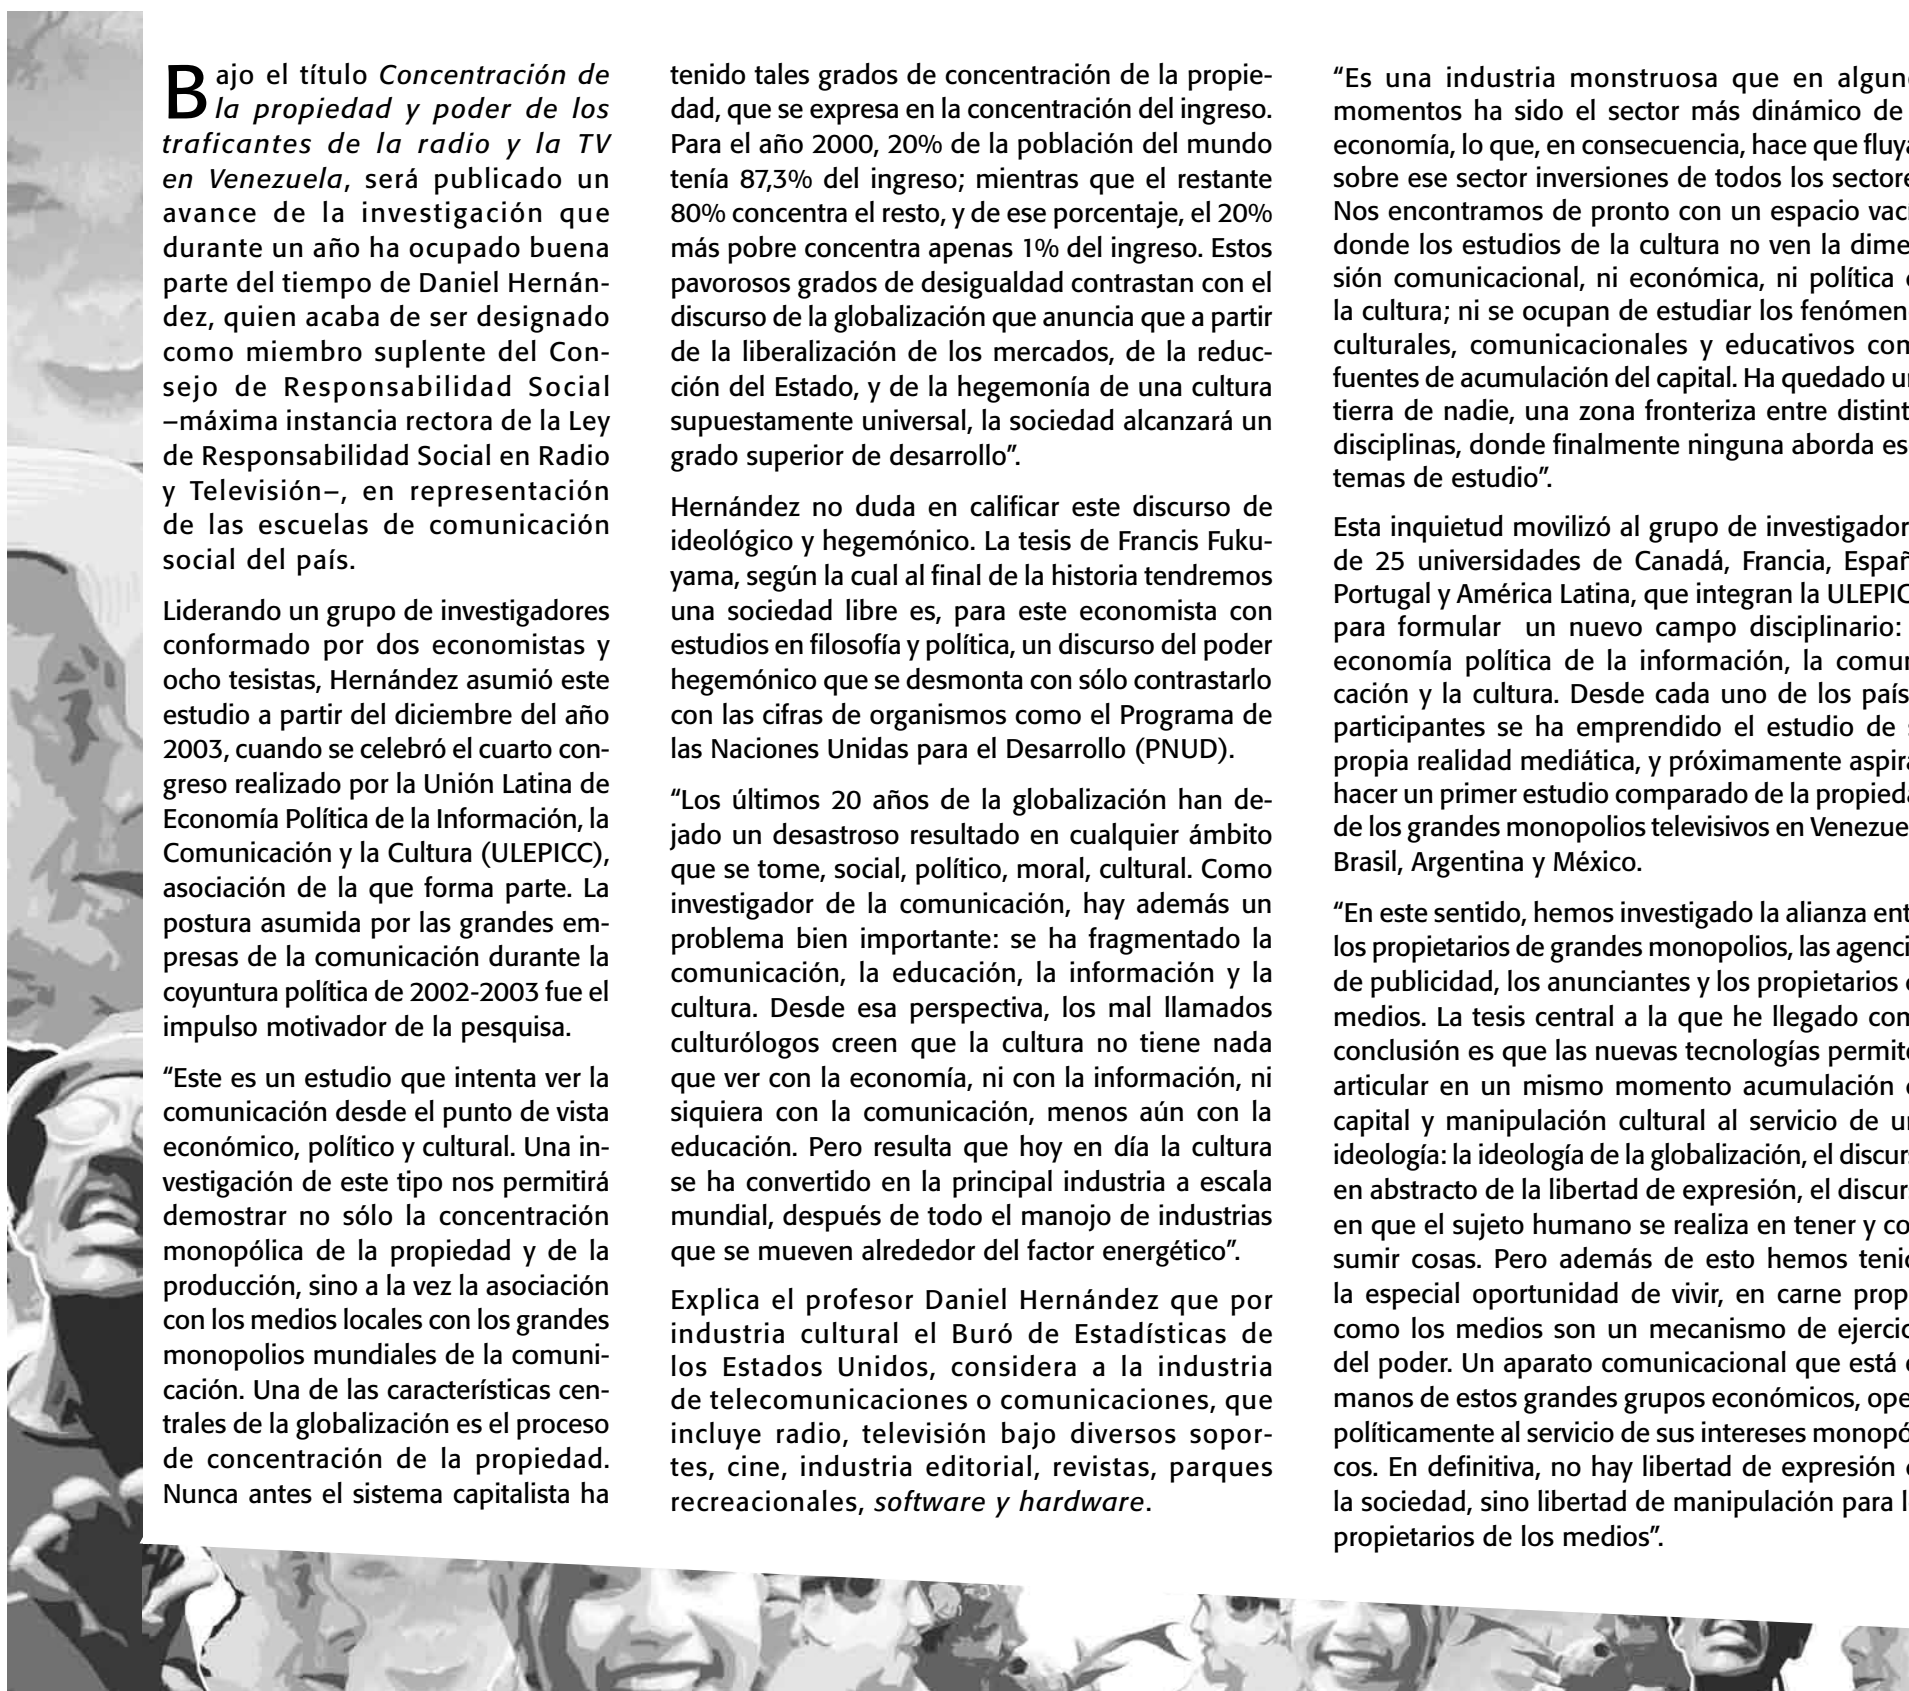 Bajo el título Concentración de
la propiedad y poder de los
traficantes de la radio y la TV
en Venezuela, será publicado un
avance de la investigación que
durante un año ha ocupado buena
parte del tiempo de Daniel Hernán-
dez, quien acaba de ser designado
como miembro suplente del Con-
sejo de Responsabilidad Social
–máxima instancia rectora de la Ley
de Responsabilidad Social en Radio
y Televisión–, en representación
de las escuelas de comunicación
social del país.
Liderando un grupo de investigadores
conformado por dos economistas y
ocho tesistas, Hernández asumió este
estudio a partir del diciembre del año
2003, cuando se celebró el cuarto con-
greso realizado por la Unión Latina de
Economía Política de la Información, la
Comunicación y la Cultura (ULEPICC),
asociación de la que forma parte. La
postura asumida por las grandes em-
presas de la comunicación durante la
coyuntura política de 2002-2003 fue el
impulso motivador de la pesquisa.
“Este es un estudio que intenta ver la
comunicación desde el punto de vista
económico, político y cultural. Una in-
vestigación de este tipo nos permitirá
demostrar no sólo la concentración
monopólica de la propiedad y de la
producción, sino a la vez la asociación
con los medios locales con los grandes
monopolios mundiales de la comuni-
cación. Una de las características cen-
trales de la globalización es el proceso
de concentración de la propiedad.
Nunca antes el sistema capitalista ha
tenido tales grados de concentración de la propie-
dad, que se expresa en la concentración del ingreso.
Para el año 2000, 20% de la población del mundo
tenía 87,3% del ingreso; mientras que el restante
80% concentra el resto, y de ese porcentaje, el 20%
más pobre concentra apenas 1% del ingreso. Estos
pavorosos grados de desigualdad contrastan con el
discurso de la globalización que anuncia que a partir
de la liberalización de los mercados, de la reduc-
ción del Estado, y de la hegemonía de una cultura
supuestamente universal, la sociedad alcanzará un
grado superior de desarrollo”.
Hernández no duda en calificar este discurso de
ideológico y hegemónico. La tesis de Francis Fuku-
yama, según la cual al final de la historia tendremos
una sociedad libre es, para este economista con
estudios en filosofía y política, un discurso del poder
hegemónico que se desmonta con sólo contrastarlo
con las cifras de organismos como el Programa de
las Naciones Unidas para el Desarrollo (PNUD).
“Los últimos 20 años de la globalización han de-
jado un desastroso resultado en cualquier ámbito
que se tome, social, político, moral, cultural. Como
investigador de la comunicación, hay además un
problema bien importante: se ha fragmentado la
comunicación, la educación, la información y la
cultura. Desde esa perspectiva, los mal llamados
culturólogos creen que la cultura no tiene nada
que ver con la economía, ni con la información, ni
siquiera con la comunicación, menos aún con la
educación. Pero resulta que hoy en día la cultura
se ha convertido en la principal industria a escala
mundial, después de todo el manojo de industrias
que se mueven alrededor del factor energético”.
Explica el profesor Daniel Hernández que por
industria cultural el Buró de Estadísticas de
los Estados Unidos, considera a la industria
de telecomunicaciones o comunicaciones, que
incluye radio, televisión bajo diversos sopor-
tes, cine, industria editorial, revistas, parques
recreacionales, software y hardware.
“Es una industria monstruosa que en algun
momentos ha sido el sector más dinámico de
economía, lo que, en consecuencia, hace que fluya
sobre ese sector inversiones de todos los sectore
Nos encontramos de pronto con un espacio vac
donde los estudios de la cultura no ven la dime
sión comunicacional, ni económica, ni política
la cultura; ni se ocupan de estudiar los fenómen
culturales, comunicacionales y educativos com
fuentes de acumulación del capital. Ha quedado u
tierra de nadie, una zona fronteriza entre distint
disciplinas, donde finalmente ninguna aborda es
temas de estudio”.
Esta inquietud movilizó al grupo de investigador
de 25 universidades de Canadá, Francia, Españ
Portugal y América Latina, que integran la ULEPIC
para formular un nuevo campo disciplinario:
economía política de la información, la comun
cación y la cultura. Desde cada uno de los país
participantes se ha emprendido el estudio de
propia realidad mediática, y próximamente aspira
hacer un primer estudio comparado de la propieda
de los grandes monopolios televisivos en Venezue
Brasil, Argentina y México.
“En este sentido, hemos investigado la alianza ent
los propietarios de grandes monopolios, las agenci
de publicidad, los anunciantes y los propietarios
medios. La tesis central a la que he llegado com
conclusión es que las nuevas tecnologías permite
articular en un mismo momento acumulación
capital y manipulación cultural al servicio de un
ideología: la ideología de la globalización, el discurs
en abstracto de la libertad de expresión, el discurs
en que el sujeto humano se realiza en tener y co
sumir cosas. Pero además de esto hemos tenid
la especial oportunidad de vivir, en carne prop
como los medios son un mecanismo de ejercic
del poder. Un aparato comunicacional que está
manos de estos grandes grupos económicos, ope
políticamente al servicio de sus intereses monopó
cos. En definitiva, no hay libertad de expresión
la sociedad, sino libertad de manipulación para l
propietarios de los medios”.